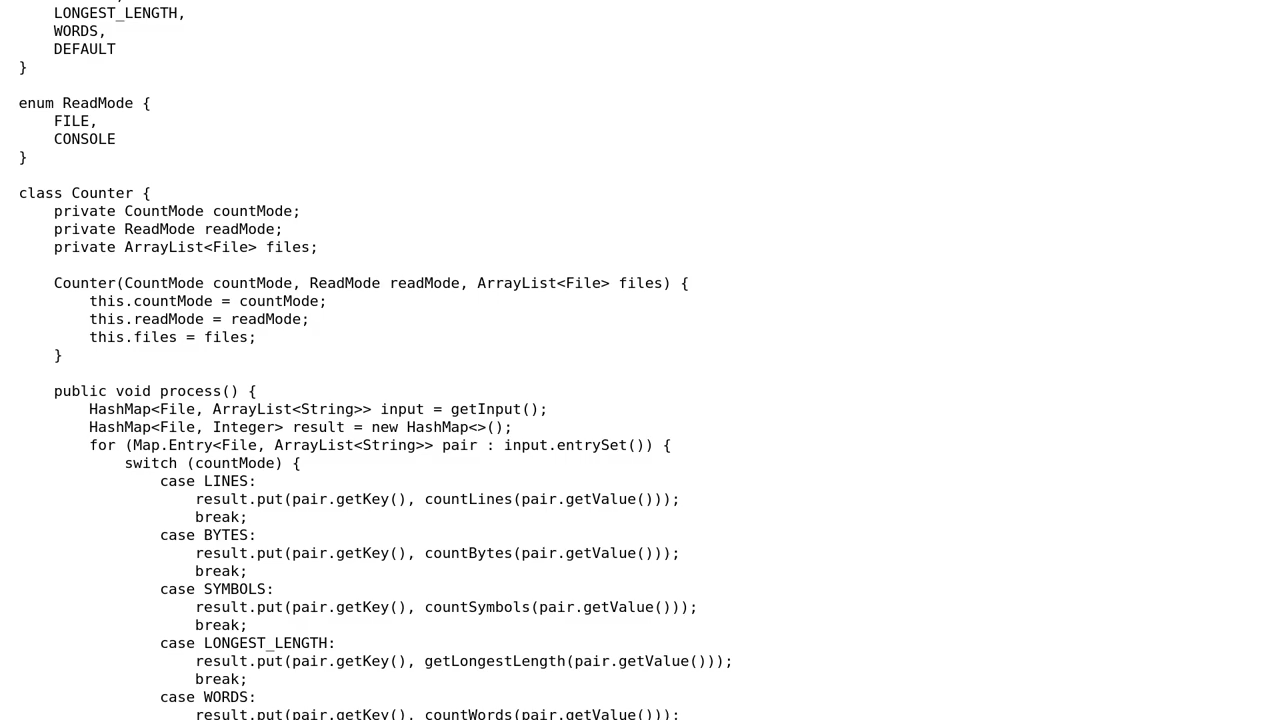 LONGEST_LENGTH,
    WORDS,
    DEFAULT
}

enum ReadMode {
    FILE,
    CONSOLE
}

class Counter {
    private CountMode countMode;
    private ReadMode readMode;
    private ArrayList<File> files;

    Counter(CountMode countMode, ReadMode readMode, ArrayList<File> files) {
        this.countMode = countMode;
        this.readMode = readMode;
        this.files = files;
    }

    public void process() {
        HashMap<File, ArrayList<String>> input = getInput();
        HashMap<File, Integer> result = new HashMap<>();
        for (Map.Entry<File, ArrayList<String>> pair : input.entrySet()) {
            switch (countMode) {
                case LINES:
                    result.put(pair.getKey(), countLines(pair.getValue()));
                    break;
                case BYTES:
                    result.put(pair.getKey(), countBytes(pair.getValue()));
                    break;
                case SYMBOLS:
                    result.put(pair.getKey(), countSymbols(pair.getValue()));
                    break;
                case LONGEST_LENGTH:
                    result.put(pair.getKey(), getLongestLength(pair.getValue()));
                    break;
                case WORDS:
                    result.put(pair.getKey(), countWords(pair.getValue()));